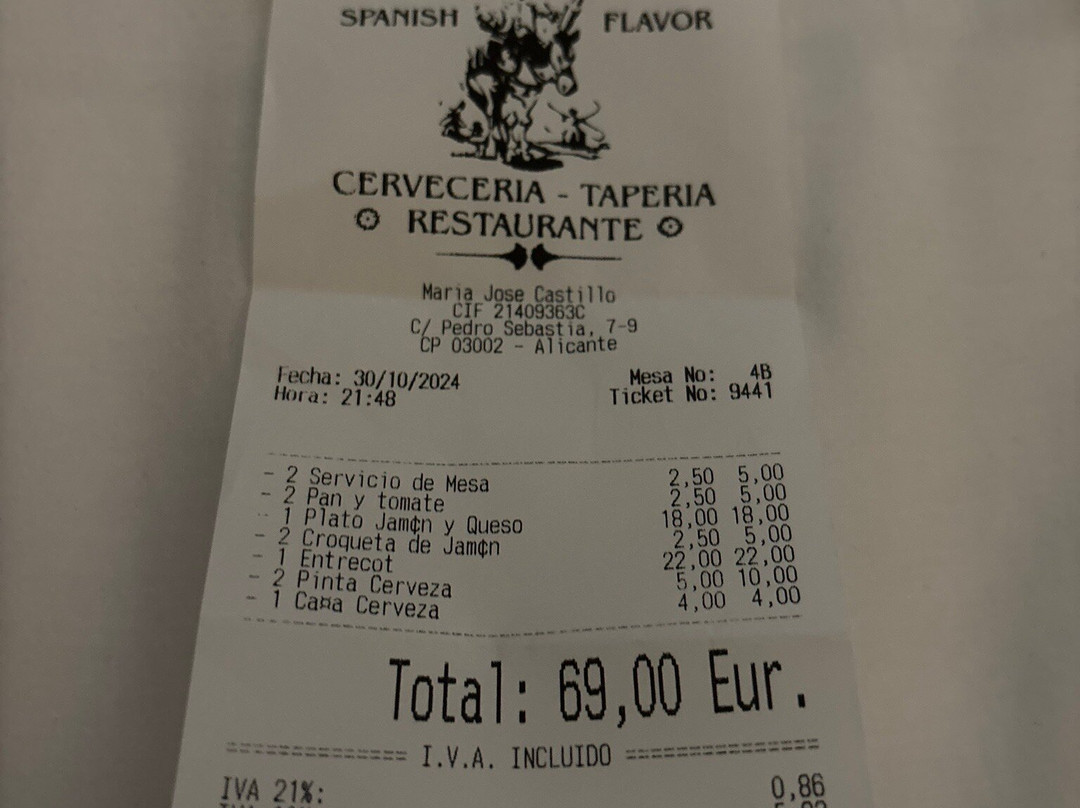 SPANISH FLAVOR
CERVECERIA - TAPERIA
RESTAURANTE
Maria Jose Castillo
CIF 21409363C
C/ Pedro Sebastia, 7-9
CP 03002 - Alicante
Fecha: 30/10/2024 Mesa No: 4B
Hora: 21:48 Ticket No: 9441
- 2 Servicio de Mesa 2,50 5,00
- 2 Pan y tomate 2,50 5,00
- 1 Plato Jam¢n y Queso 18,00 18,00
- 2 Croqueta de Jam¢n 2,50 5,00
- 1 Entrecot 22,00 22,00
- 2 Pinta Cerveza 5,00 10,00
- 1 Ca¤a Cerveza 4,00 4,00
Total: 69,00 Eur.
I.V.A. INCLUIDO
IVA 21%: 0,86